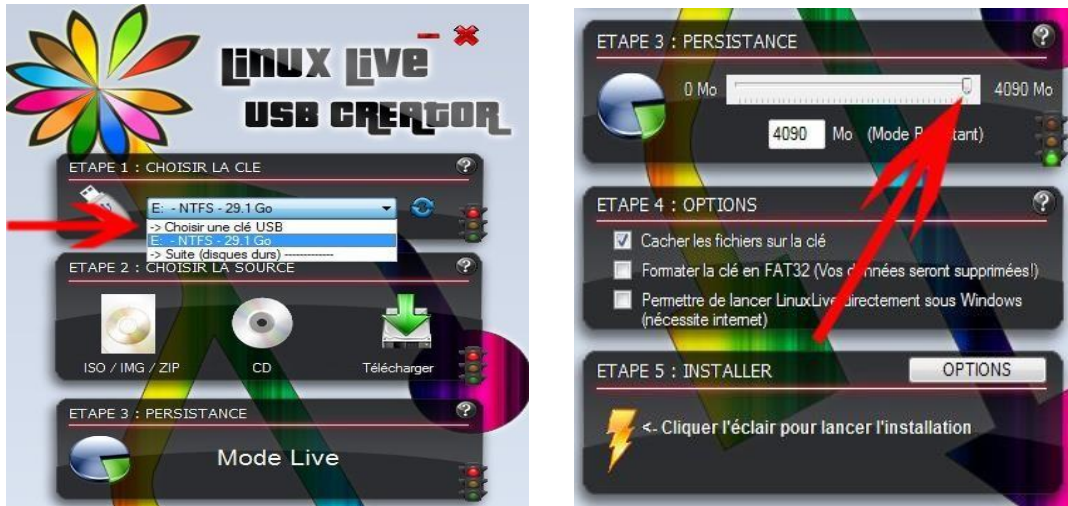 Linux Live
USB Creator
ETAPE 1 : CHOISIR LA CLE
?
E: - NTFS - 29.1 Go
-> Choisir une clé USB
E: - NTFS - 29.1 Go
-> Suite (disques durs) -------------
ETAPE 2 : CHOISIR LA SOURCE
?
ISO / IMG / ZIP
CD
Télécharger
ETAPE 3 : PERSISTANCE
?
Mode Live
ETAPE 3 : PERSISTANCE
?
0 Mo
4090 Mo
4090 Mo (Mode
ETAPE 4 : OPTIONS
?
Cacher les fichiers sur la clé
Formater la clé en FAT32 (Vos données seront supprimées!)
Permettre de lancer LinuxLive directement sous Windows
(nécessite internet)
ETAPE 5 : INSTALLER
OPTIONS
<- Cliquer l'éclair pour lancer l'installation